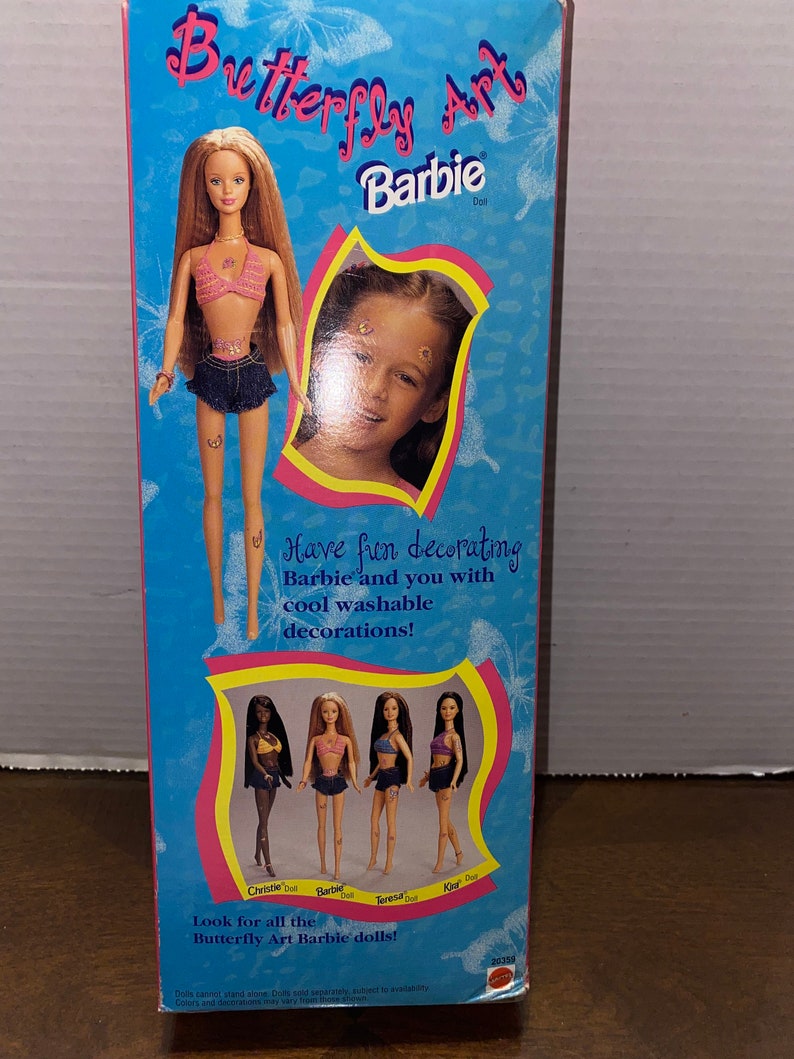 Butterfly Art
Barbie®
Doll
Have fun decorating
Barbie® and you with
cool washable
decorations!
Christie® Doll
Barbie® Doll
Teresa® Doll
Kira® Doll
Look for all the
Butterfly Art Barbie dolls!
20359
MATTEL
Dolls cannot stand alone. Dolls sold separately, subject to availability.
Colors and decorations may vary from those shown.